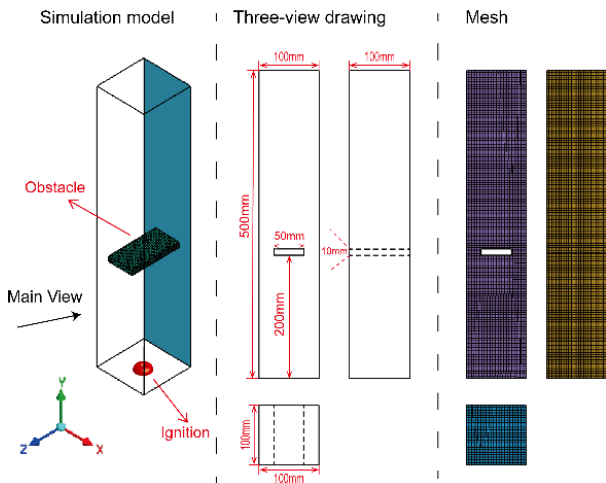 Simulation model
Three-view drawing
Mesh
100mm
100mm
Obstacle
500mm
50mm
10mm
200mm
Main View
Ignition
Y
Z
X
100mm
100mm